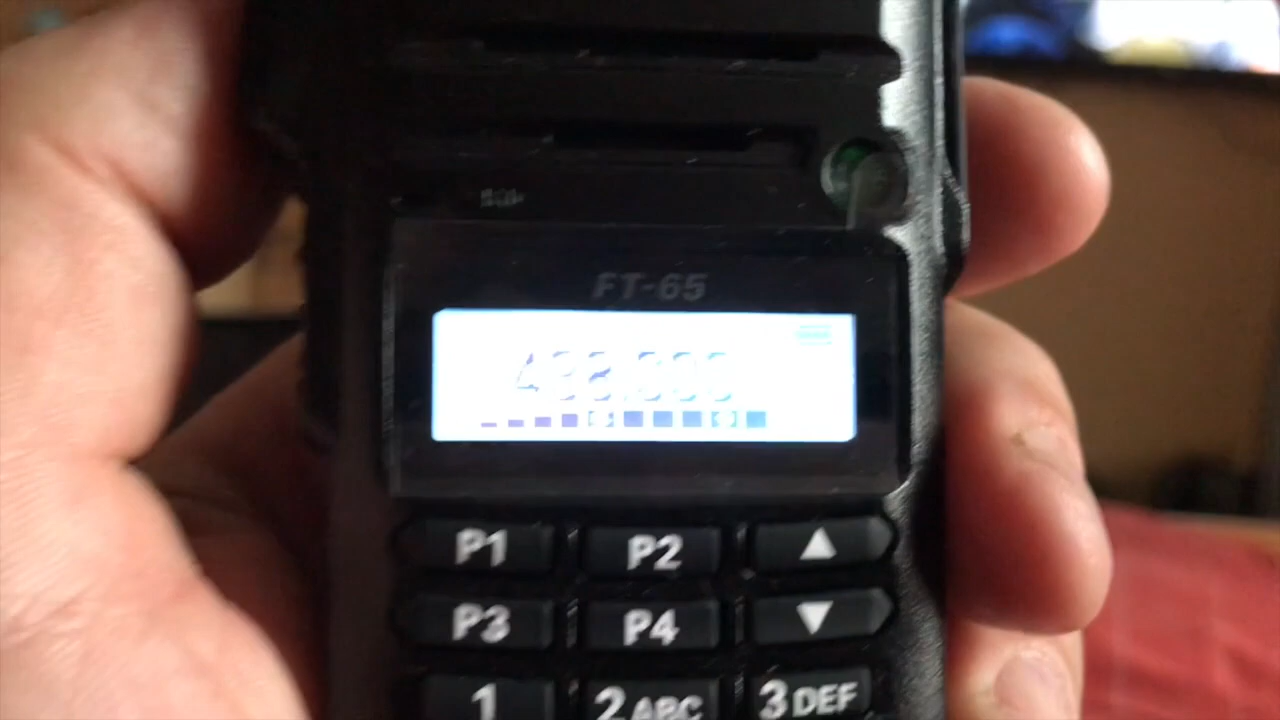 FT-65
P1 P2 ▲
P3 P4 ▼
1 2ABC 3DEF